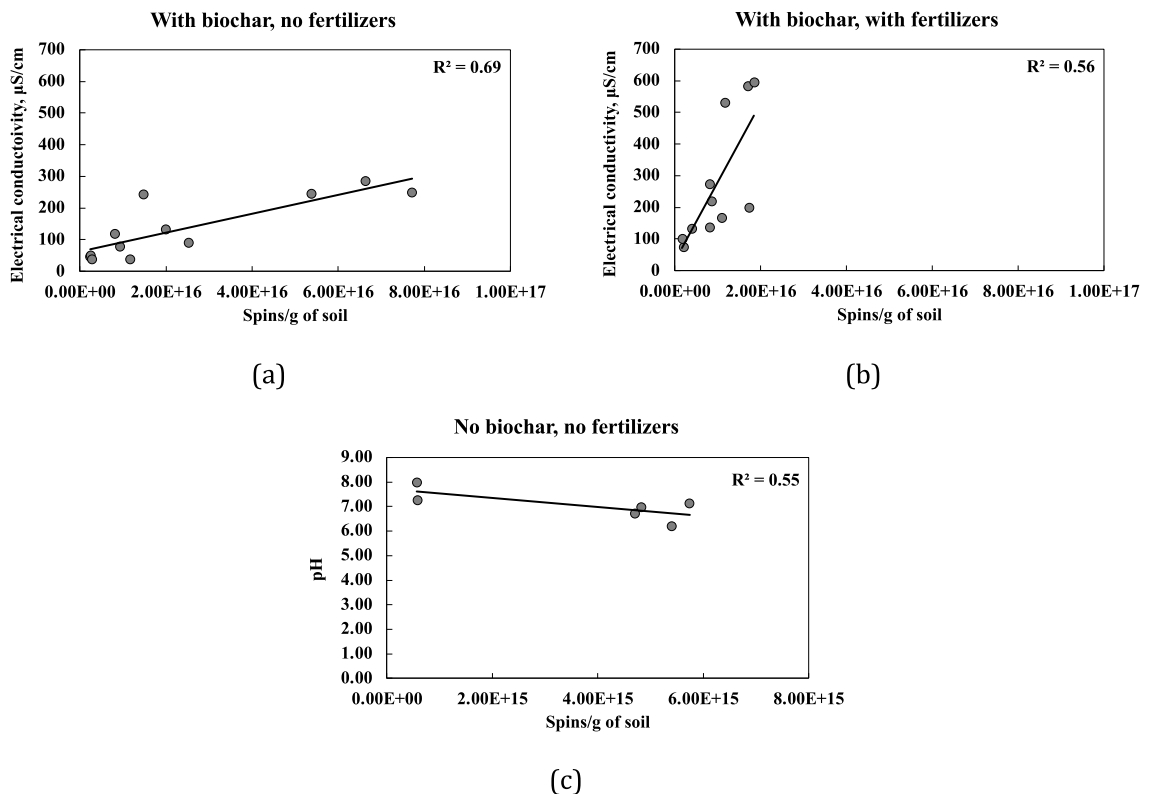 With biochar, no fertilizers
Electrical conductoivity, µS/cm
700
600
500
400
300
200
100
0
R² = 0.69
0.00E+00 2.00E+16 4.00E+16 6.00E+16 8.00E+16 1.00E+17
Spins/g of soil
(a)
With biochar, with fertilizers
Electrical conductivity, µS/cm
700
600
500
400
300
200
100
0
R² = 0.56
0.00E+00 2.00E+16 4.00E+16 6.00E+16 8.00E+16 1.00E+17
Spins/g of soil
(b)
No biochar, no fertilizers
pH
9.00
8.00
7.00
6.00
5.00
4.00
3.00
2.00
1.00
0.00
R² = 0.55
0.00E+00 2.00E+15 4.00E+15 6.00E+15 8.00E+15
Spins/g of soil
(c)